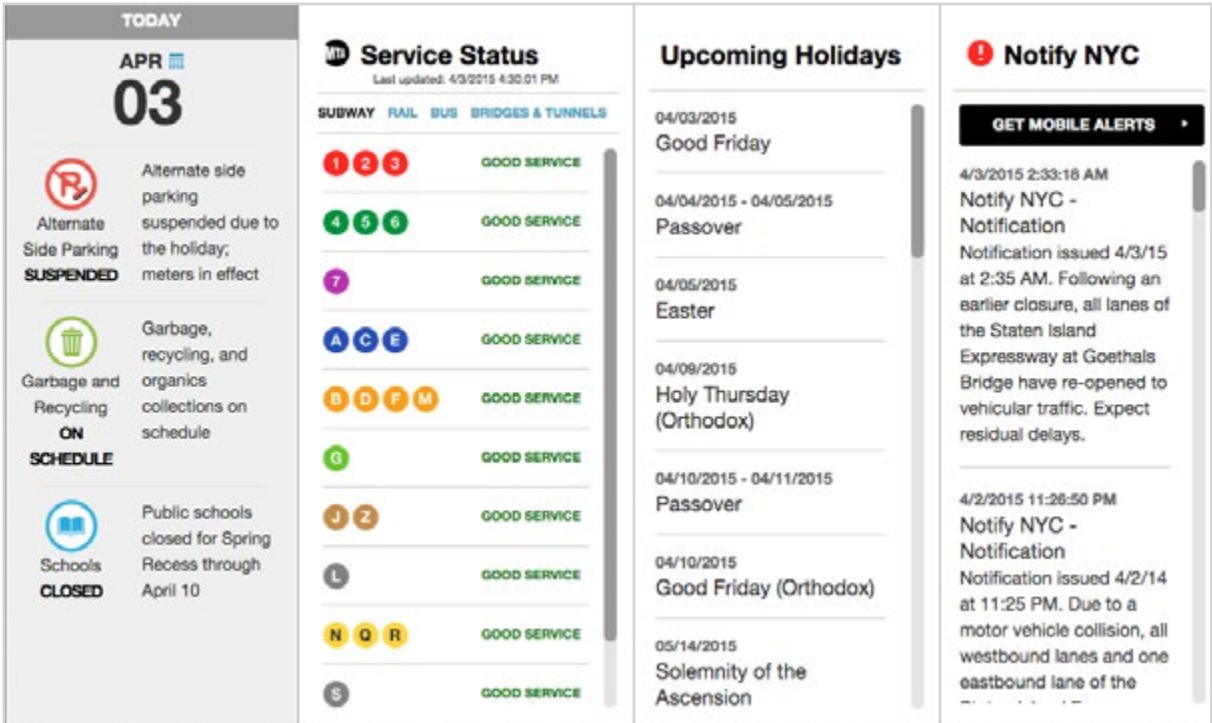 TODAY
APR
03
Alternate
Side Parking
SUSPENDED
Alternate side
parking
suspended due to
the holiday;
meters in effect
Garbage and
Recycling
ON
SCHEDULE
Garbage,
recycling, and
organics
collections on
schedule
Schools
CLOSED
Public schools
closed for Spring
Recess through
April 10
MTA Service Status
Last updated: 4/3/2015 4:30:01 PM
SUBWAY RAIL BUS BRIDGES & TUNNELS
1 2 3 GOOD SERVICE
4 5 6 GOOD SERVICE
7 GOOD SERVICE
A C E GOOD SERVICE
B D F M GOOD SERVICE
G GOOD SERVICE
J Z GOOD SERVICE
L GOOD SERVICE
N Q R GOOD SERVICE
S GOOD SERVICE
Upcoming Holidays
04/03/2015
Good Friday
04/04/2015 - 04/05/2015
Passover
04/05/2015
Easter
04/09/2015
Holy Thursday
(Orthodox)
04/10/2015 - 04/11/2015
Passover
04/10/2015
Good Friday (Orthodox)
05/14/2015
Solemnity of the
Ascension
! Notify NYC
GET MOBILE ALERTS
4/3/2015 2:33:18 AM
Notify NYC -
Notification
Notification issued 4/3/15
at 2:35 AM. Following an
earlier closure, all lanes of
the Staten Island
Expressway at Goethals
Bridge have re-opened to
vehicular traffic. Expect
residual delays.
4/2/2015 11:26:50 PM
Notify NYC -
Notification
Notification issued 4/2/14
at 11:25 PM. Due to a
motor vehicle collision, all
westbound lanes and one
eastbound lane of the